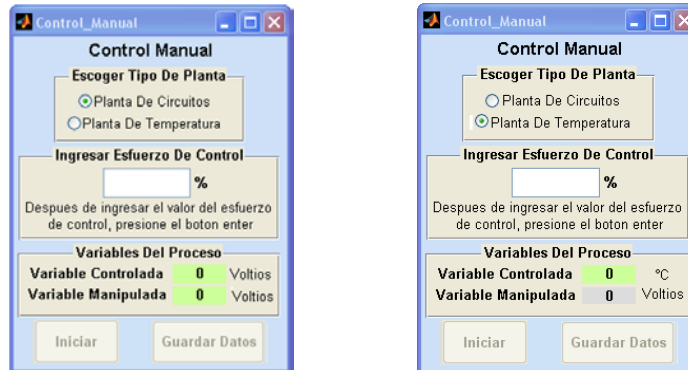 Control_Manual
Control Manual
Escoger Tipo De Planta
Planta De Circuitos
Planta De Temperatura
Ingresar Esfuerzo De Control
%
Despues de ingresar el valor del esfuerzo
de control, presione el boton enter
Variables Del Proceso
Variable Controlada 0 Voltios
Variable Manipulada 0 Voltios
Iniciar Guardar Datos
Control_Manual
Control Manual
Escoger Tipo De Planta
Planta De Circuitos
Planta De Temperatura
Ingresar Esfuerzo De Control
%
Despues de ingresar el valor del esfuerzo
de control, presione el boton enter
Variables Del Proceso
Variable Controlada 0 °C
Variable Manipulada 0 Voltios
Iniciar Guardar Datos